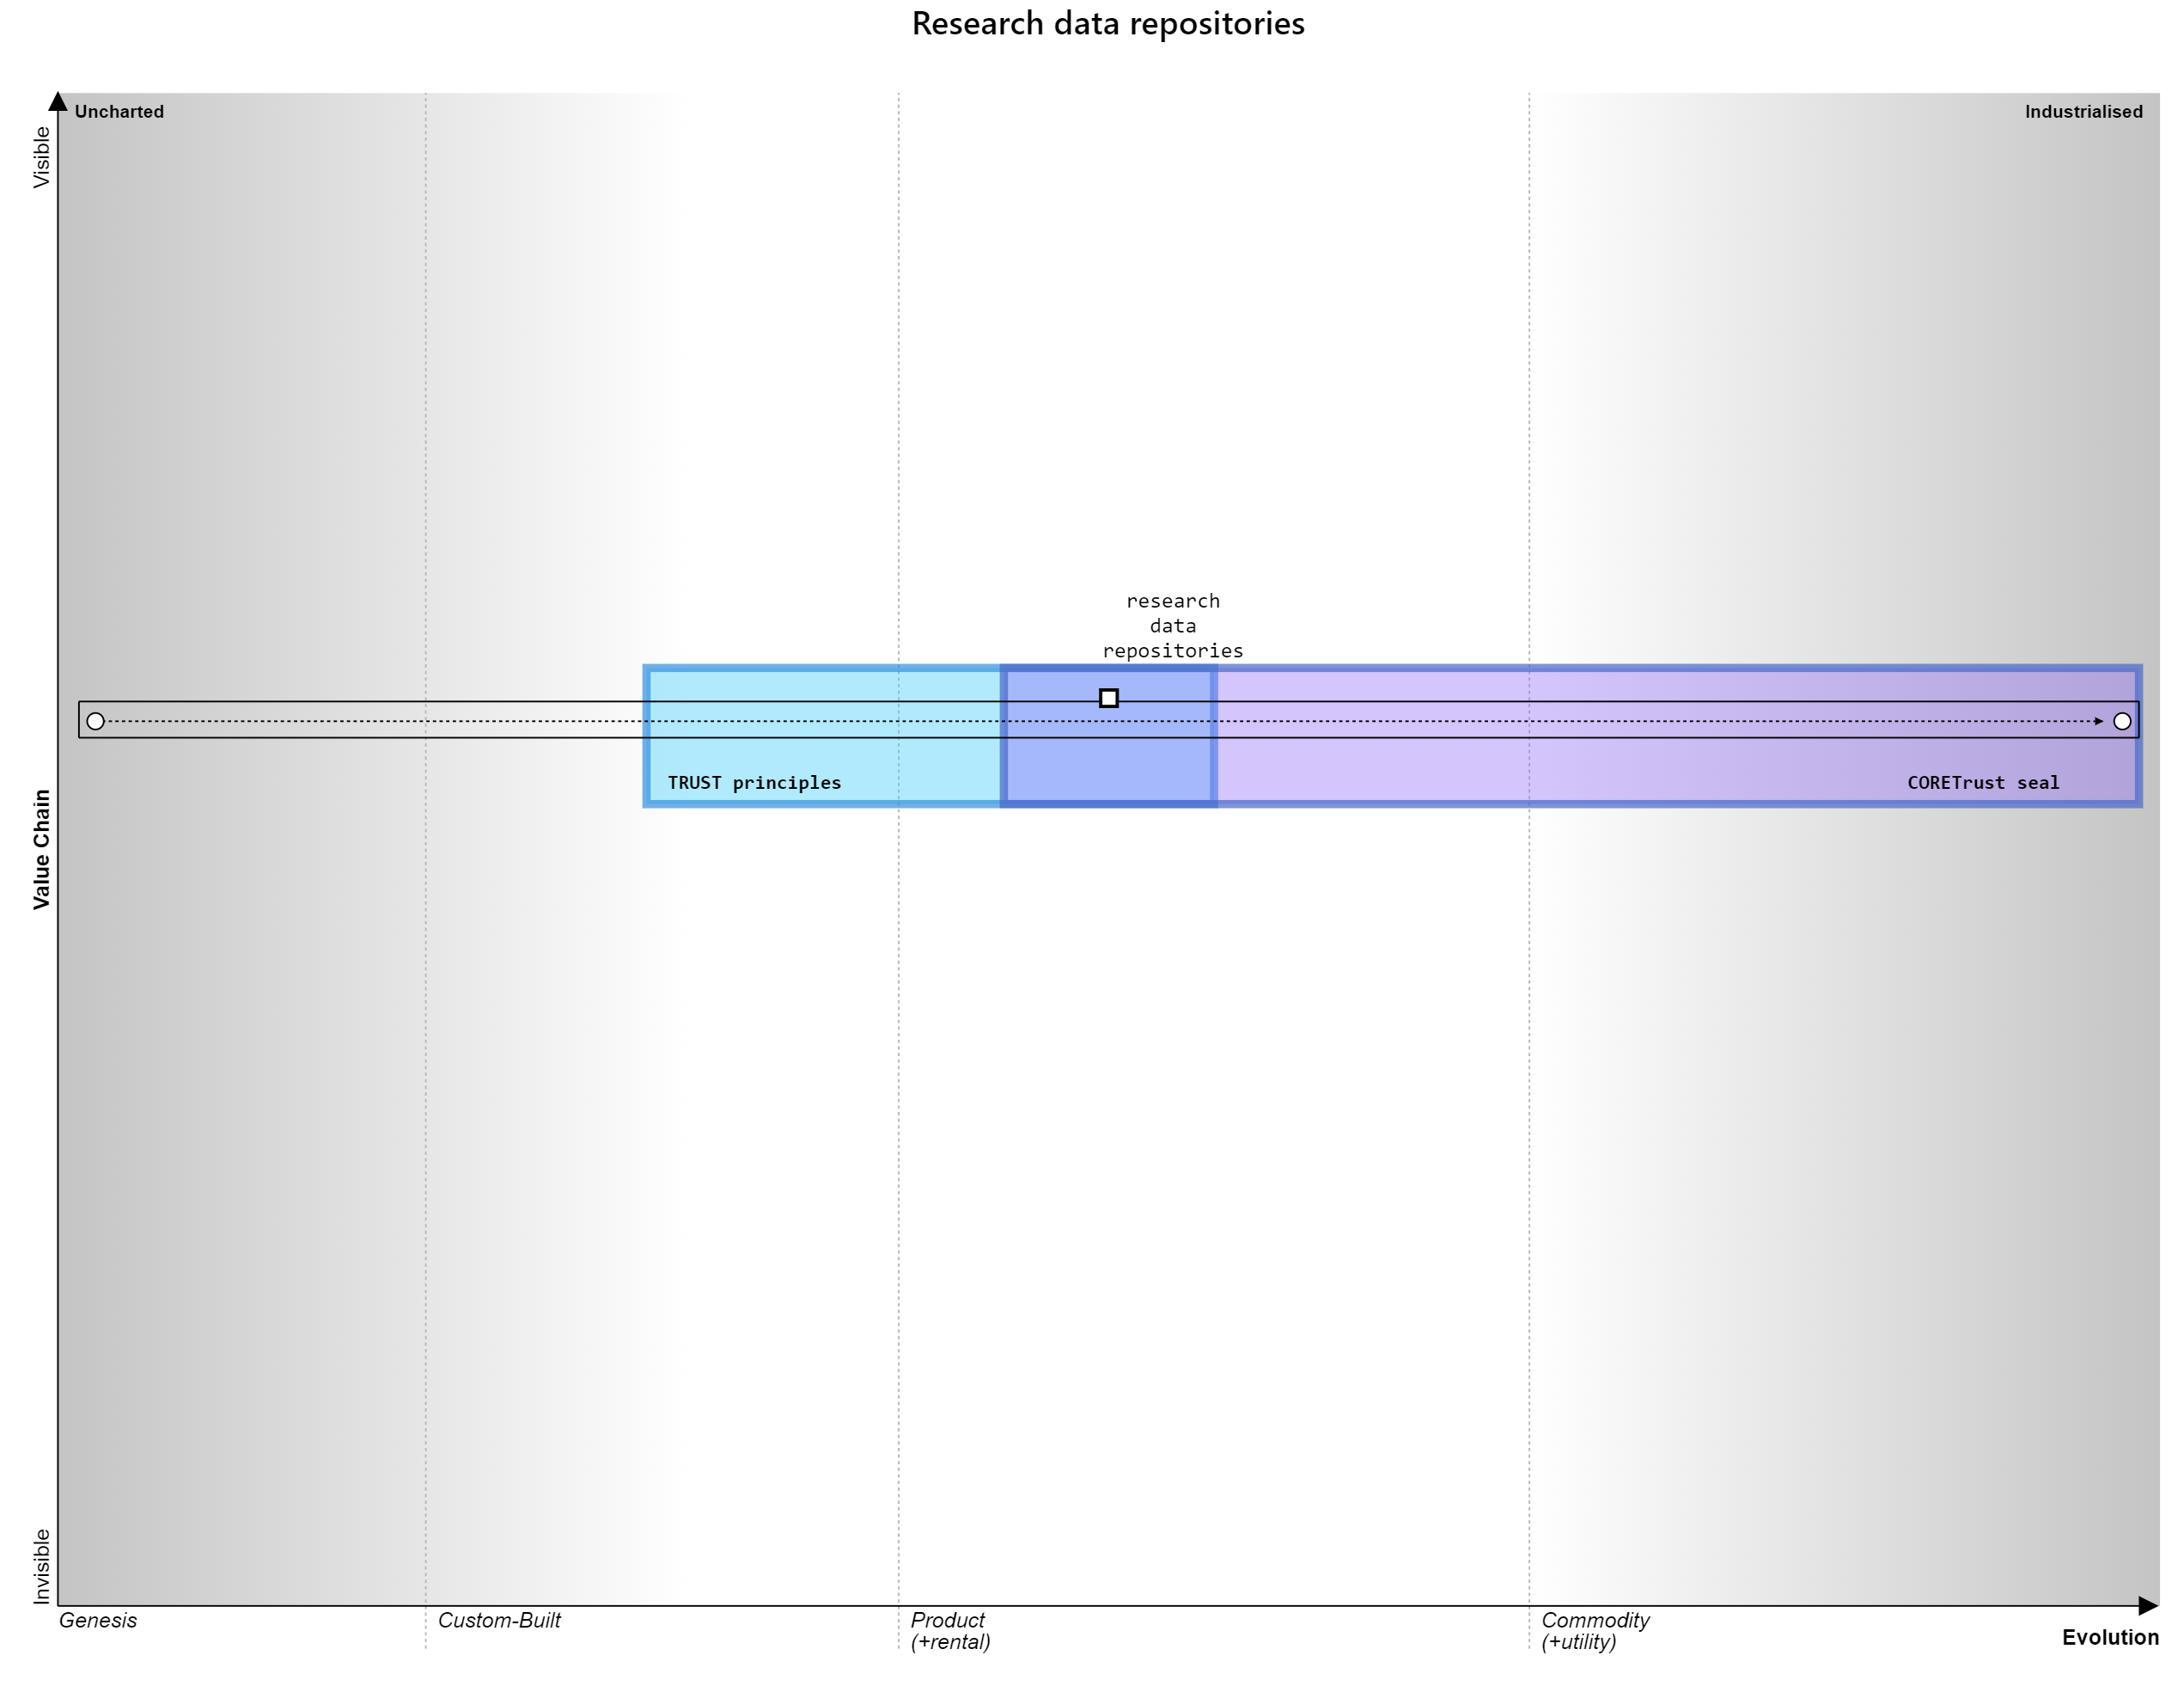 Research data repositories
Uncharted
Industrialised
Visible
Value Chain
Invisible
research
data
repositories
TRUST principles
CORETrust seal
Genesis
Custom-Built
Product
(+rental)
Commodity
(+utility)
Evolution